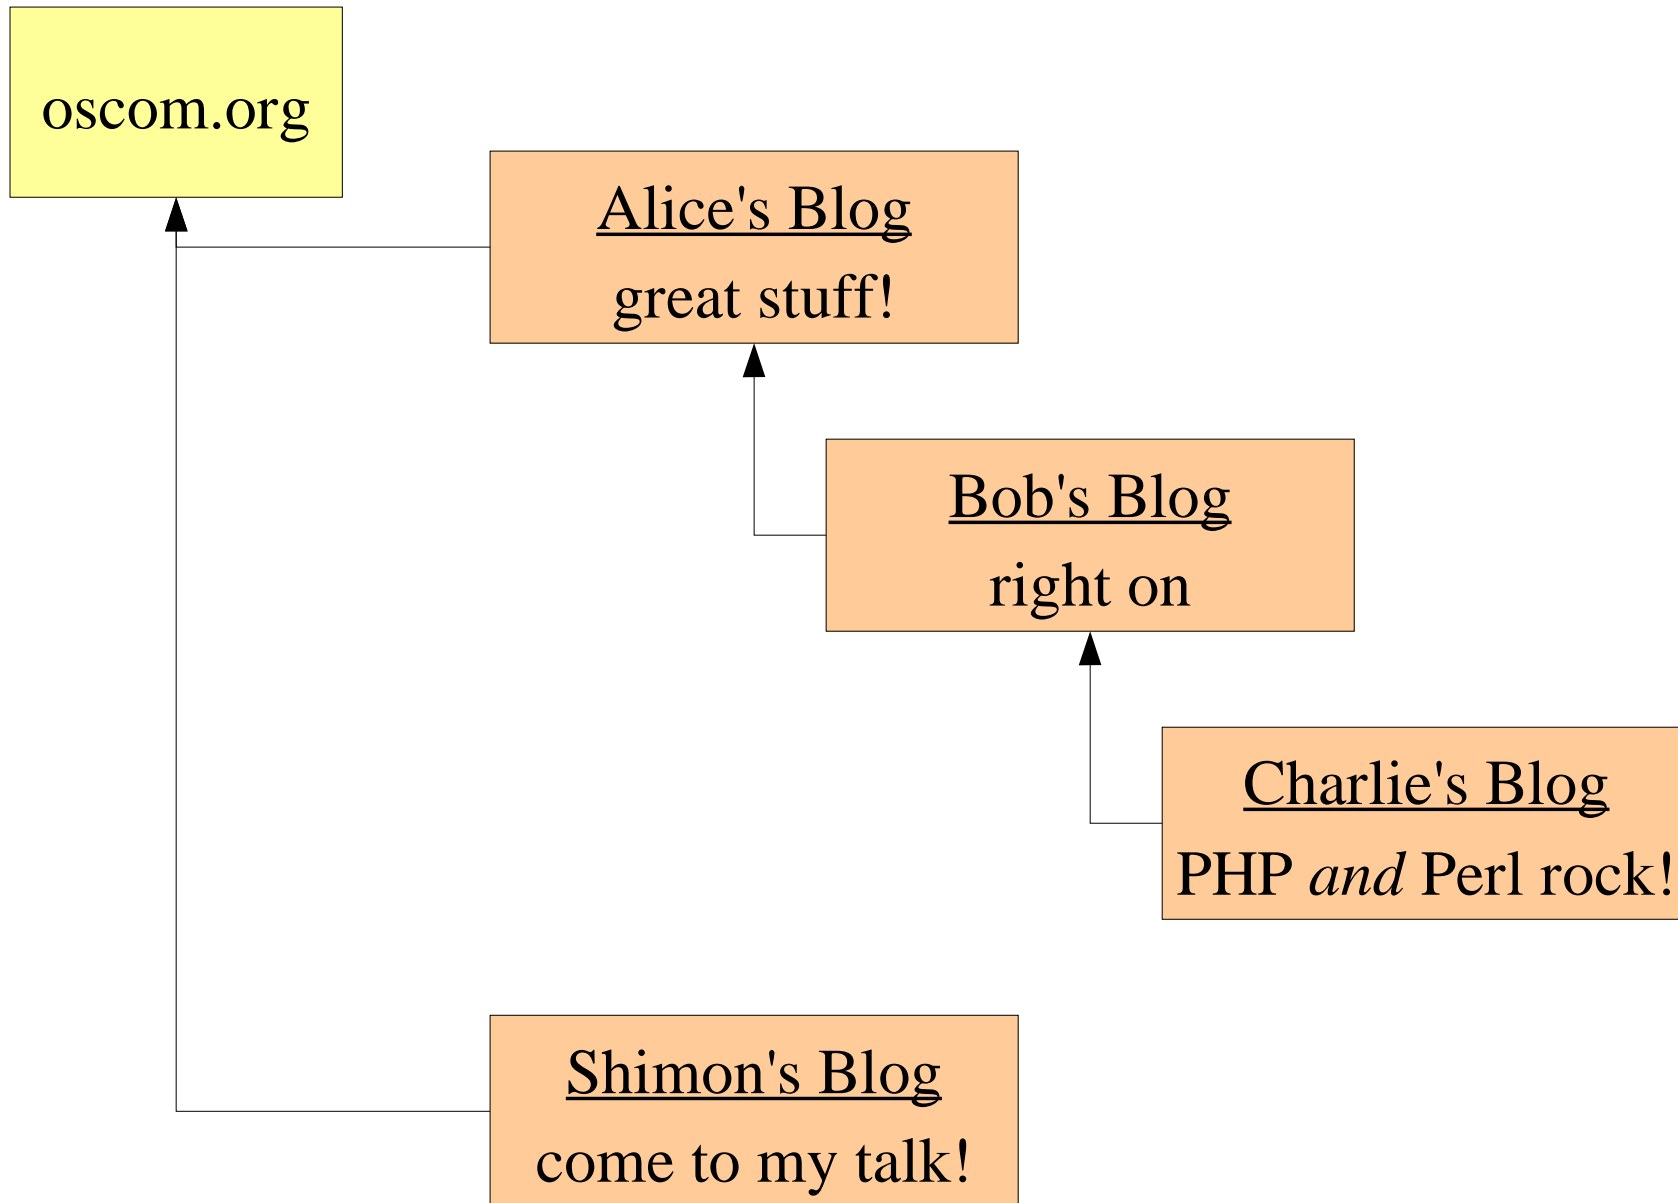 oscom.org
Alice's Blog
great stuff!
Bob's Blog
right on
Charlie's Blog
PHP and Perl rock!
Shimon's Blog
come to my talk!